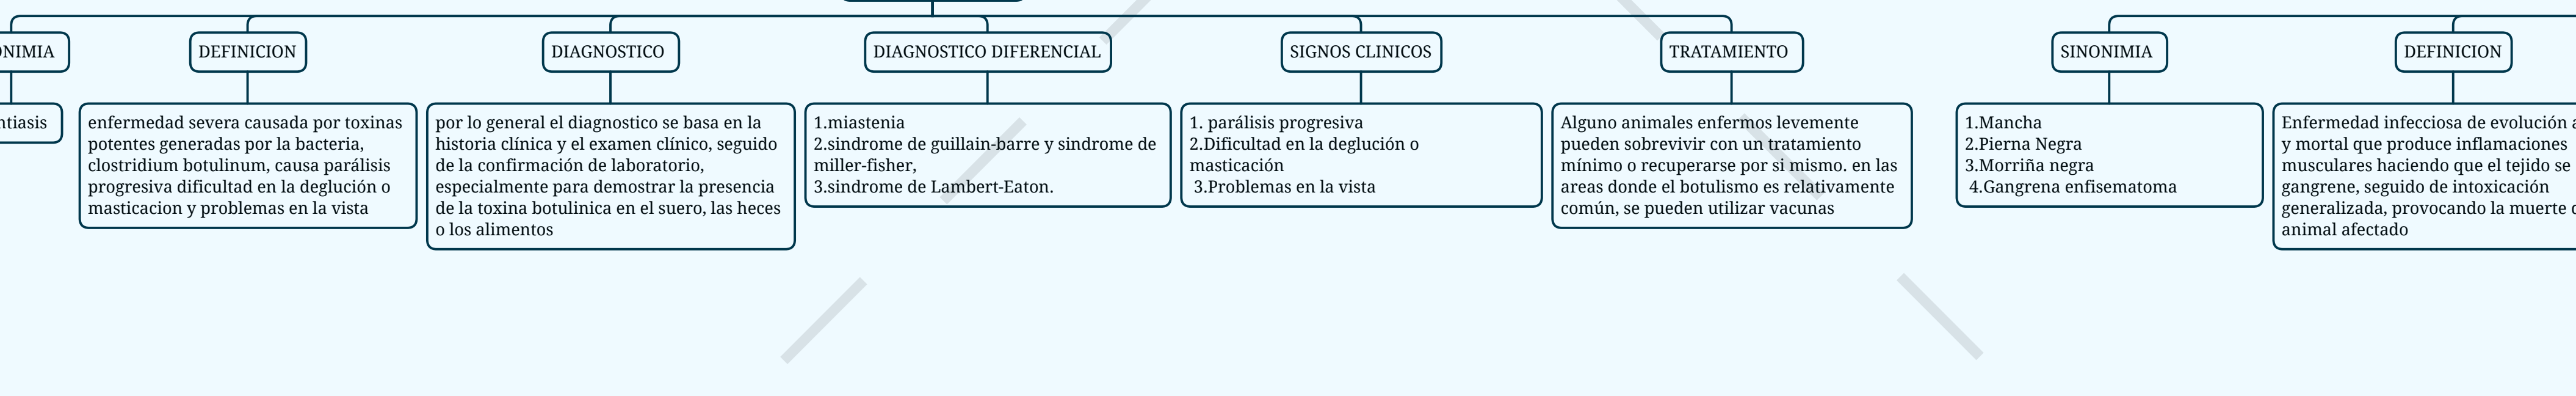 DEFINICION
DIAGNOSTICO
DIAGNOSTICO DIFERENCIAL
SIGNOS CLINICOS
TRATAMIENTO
SINONIMIA
DEFINICION
enfermedad severa causada por toxinas
potentes generadas por la bacteria,
clostridium botulinum, causa parálisis
progresiva dificultad en la deglución o
masticacion y problemas en la vista
por lo general el diagnostico se basa en la
historia clínica y el examen clínico, seguido
de la confirmación de laboratorio,
especialmente para demostrar la presencia
de la toxina botulinica en el suero, las heces
o los alimentos
1.miastenia
2.sindrome de guillain-barre y sindrome de
miller-fisher,
3.sindrome de Lambert-Eaton.
1. parálisis progresiva
2.Dificultad en la deglución o
masticación
3.Problemas en la vista
Alguno animales enfermos levemente
pueden sobrevivir con un tratamiento
mínimo o recuperarse por si mismo. en las
areas donde el botulismo es relativamente
común, se pueden utilizar vacunas
1.Mancha
2.Pierna Negra
3.Morriña negra
4.Gangrena enfisematoma
Enfermedad infecciosa de evolución
y mortal que produce inflamaciones
musculares haciendo que el tejido se
gangrene, seguido de intoxicación
generalizada, provocando la muerte
animal afectado